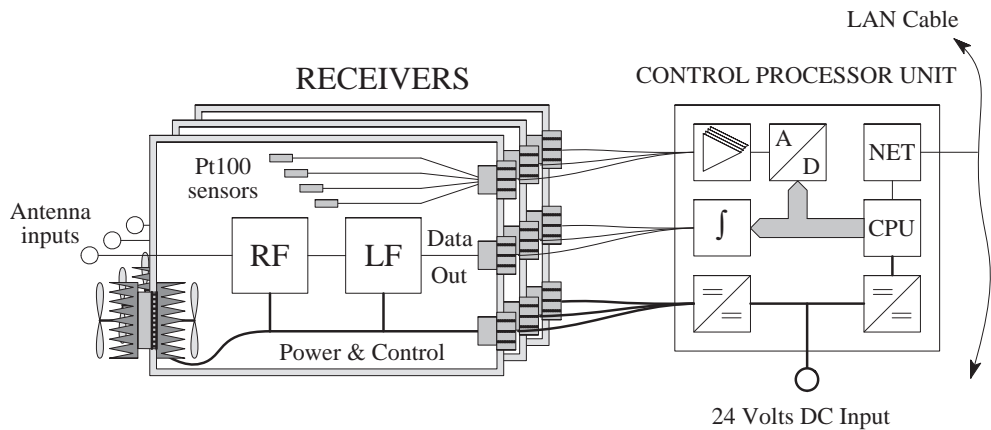 LAN Cable
RECEIVERS
CONTROL PROCESSOR UNIT
Pt100
sensors
A
D
NET
Antenna
inputs
RF
LF
Data
Out
∫
CPU
Power & Control
24 Volts DC Input